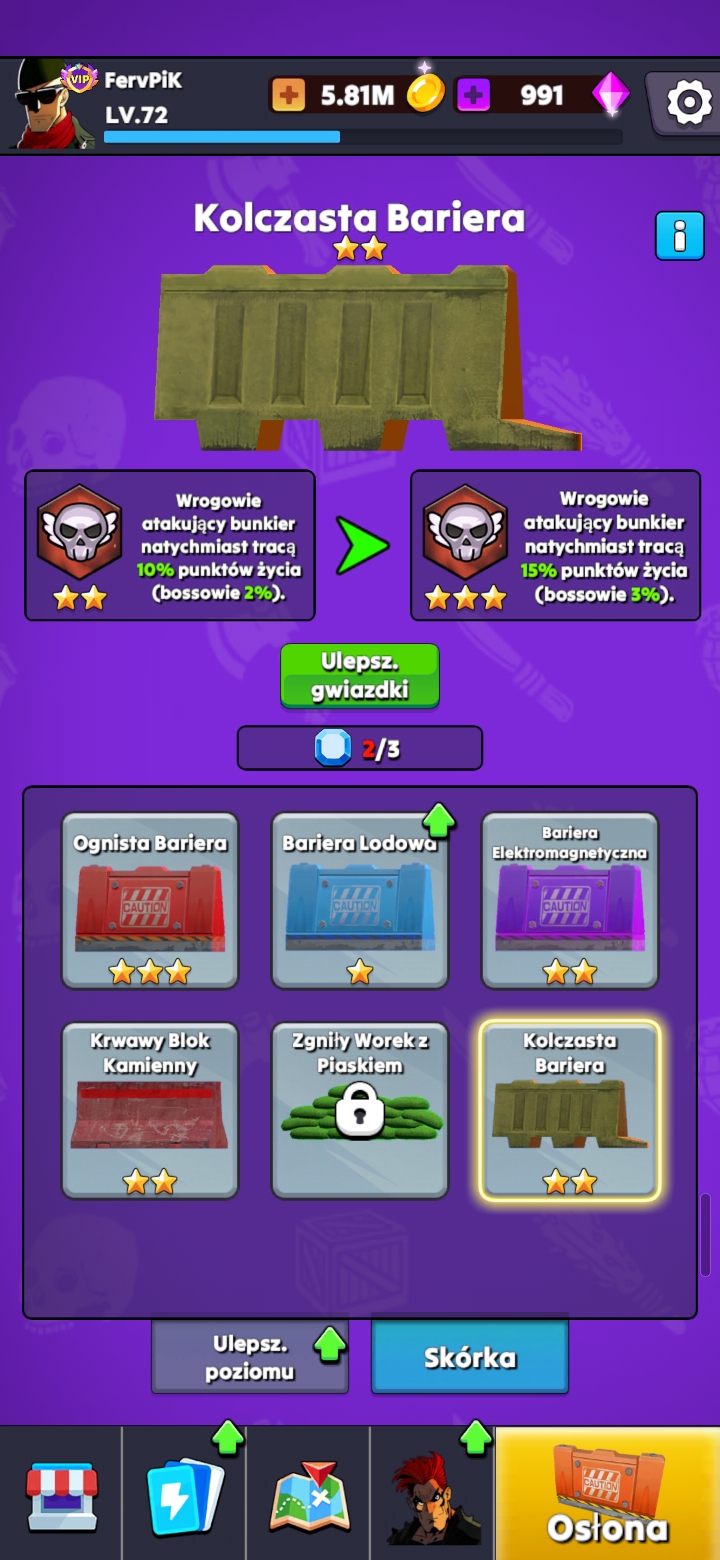 VIP
FervPiK
LV.72
5.81M
991
Kolczasta Bariera
Wrogowie
atakujący bunkier
natychmiast tracą
10% punktów życia
(bossowie 2%).
Wrogowie
atakujący bunkier
natychmiast tracą
15% punktów życia
(bossowie 3%).
Ulepsz.
gwiazdki
2/3
Ognista Bariera
CAUTION
Bariera Lodowa
CAUTION
Bariera
Elektromagnetyczna
CAUTION
Krwawy Blok
Kamienny
Zgniły Worek z
Piaskiem
Kolczasta
Bariera
Ulepsz.
poziomu
Skórka
CAUTION
Osłona